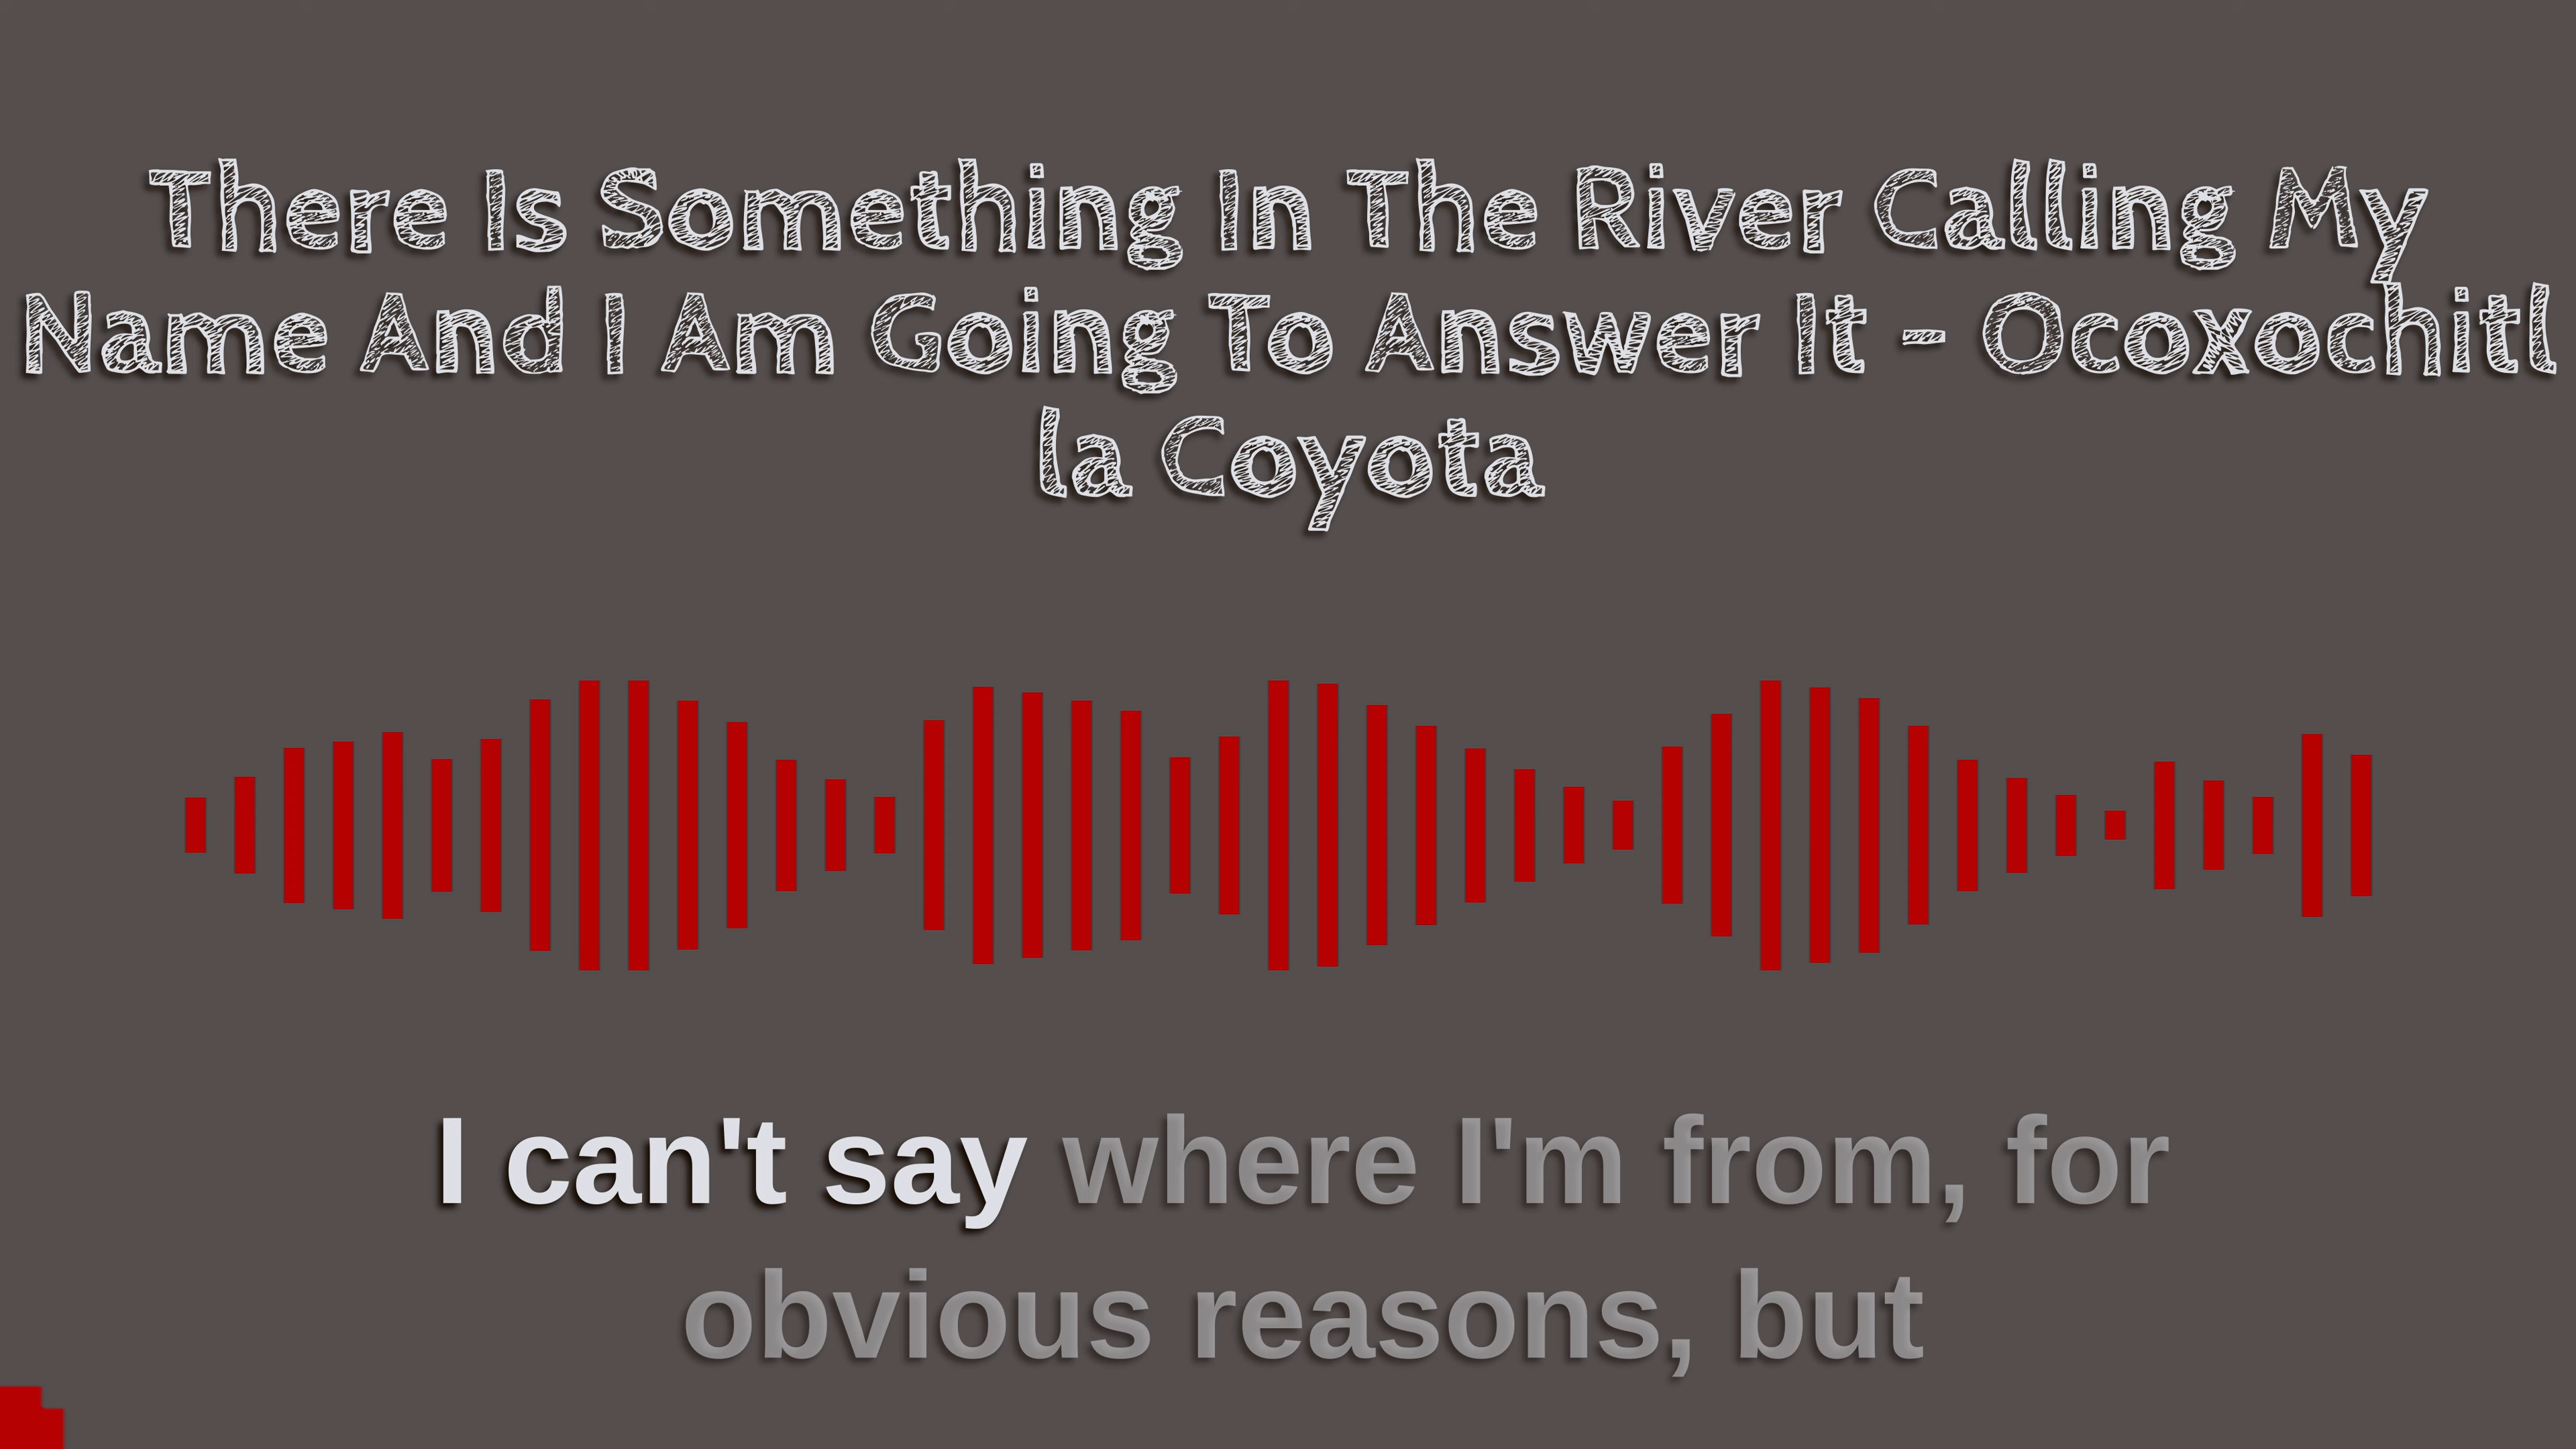 There Is Something In The River Calling My
Name And I Am Going To Answer It - Ocoxochitl
la Coyota
I can't say where I'm from, for
obvious reasons, but